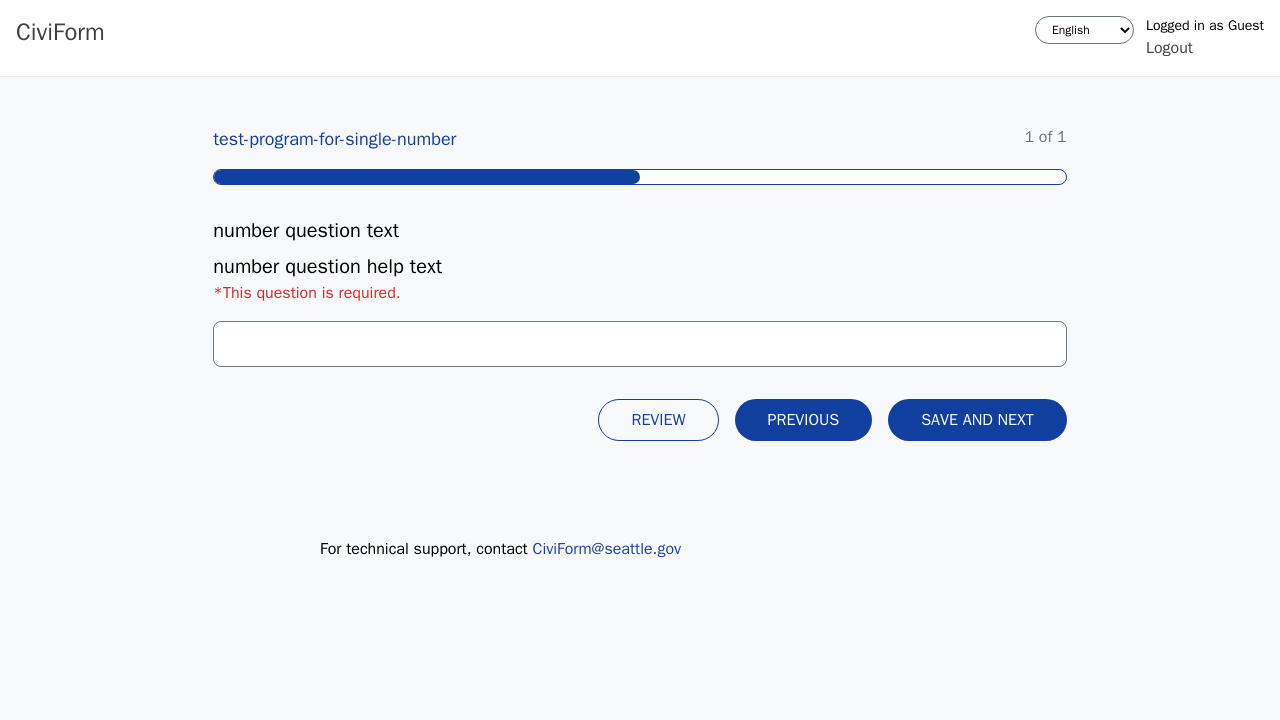 CiviForm
English
Logged in as Guest
Logout
test-program-for-single-number
1 of 1
number question text
number question help text
*This question is required.
REVIEW
PREVIOUS
SAVE AND NEXT
For technical support, contact CiviForm@seattle.gov